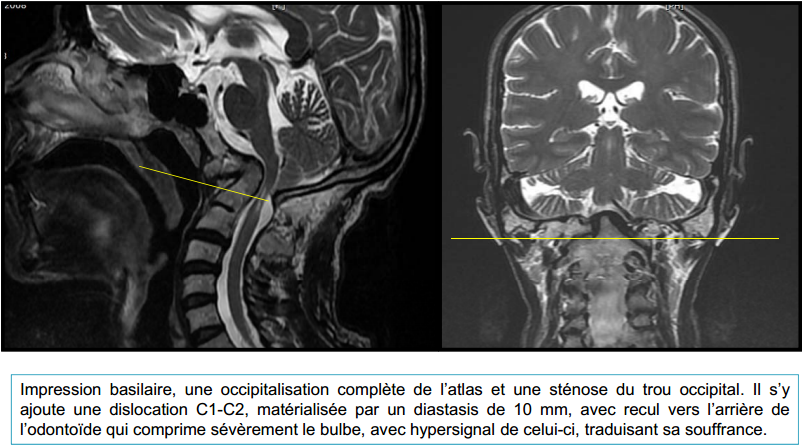 2008
[F]
[H]
Impression basilaire, une occipitalisation complète de l'atlas et une sténose du trou occipital. Il s'y
ajoute une dislocation C1-C2, matérialisée par un diastasis de 10 mm, avec recul vers l'arrière de
l'odontoïde qui comprime sévèrement le bulbe, avec hypersignal de celui-ci, traduisant sa souffrance.